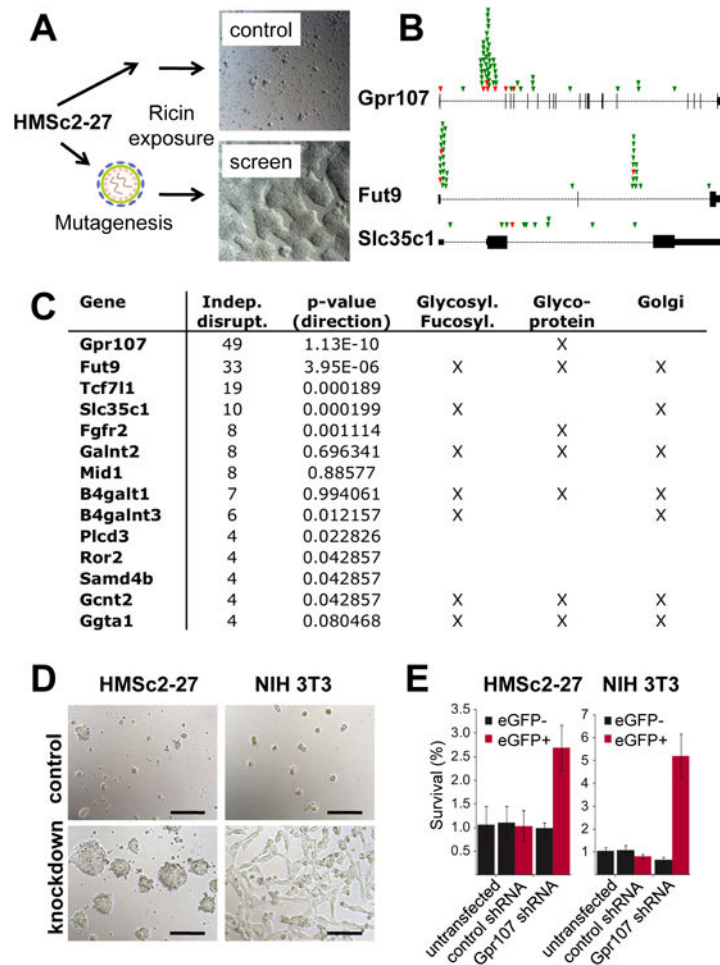 A
control
HMSc2-27
Ricin
exposure
screen
Mutagenesis
B
Gpr107
Fut9
Slc35c1
C
Gene Indep. disrupt. p-value (direction) Glycosyl. Fucosyl. Glyco-protein Golgi
Gpr107 49 1.13E-10 X
Fut9 33 3.95E-06 X X X
Tcf7l1 19 0.000189
Slc35c1 10 0.000199 X X
Fgfr2 8 0.001114 X
Galnt2 8 0.696341 X X X
Mid1 8 0.88577
B4galt1 7 0.994061 X X X
B4galnt3 6 0.012157 X X
Plcd3 4 0.022826
Ror2 4 0.042857
Samd4b 4 0.042857
Gcnt2 4 0.042857 X X X
Ggta1 4 0.080468 X X X
D
HMSc2-27 NIH 3T3
control
knockdown
E
HMSc2-27 NIH 3T3
Survival (%)
3.5
3.0
2.5
2.0
1.5
1.0
0.5
eGFP-
eGFP+
untransfected
control shRNA
Gpr107 shRNA
7
6
5
4
3
2
1
eGFP-
eGFP+
untransfected
control shRNA
Gpr107 shRNA